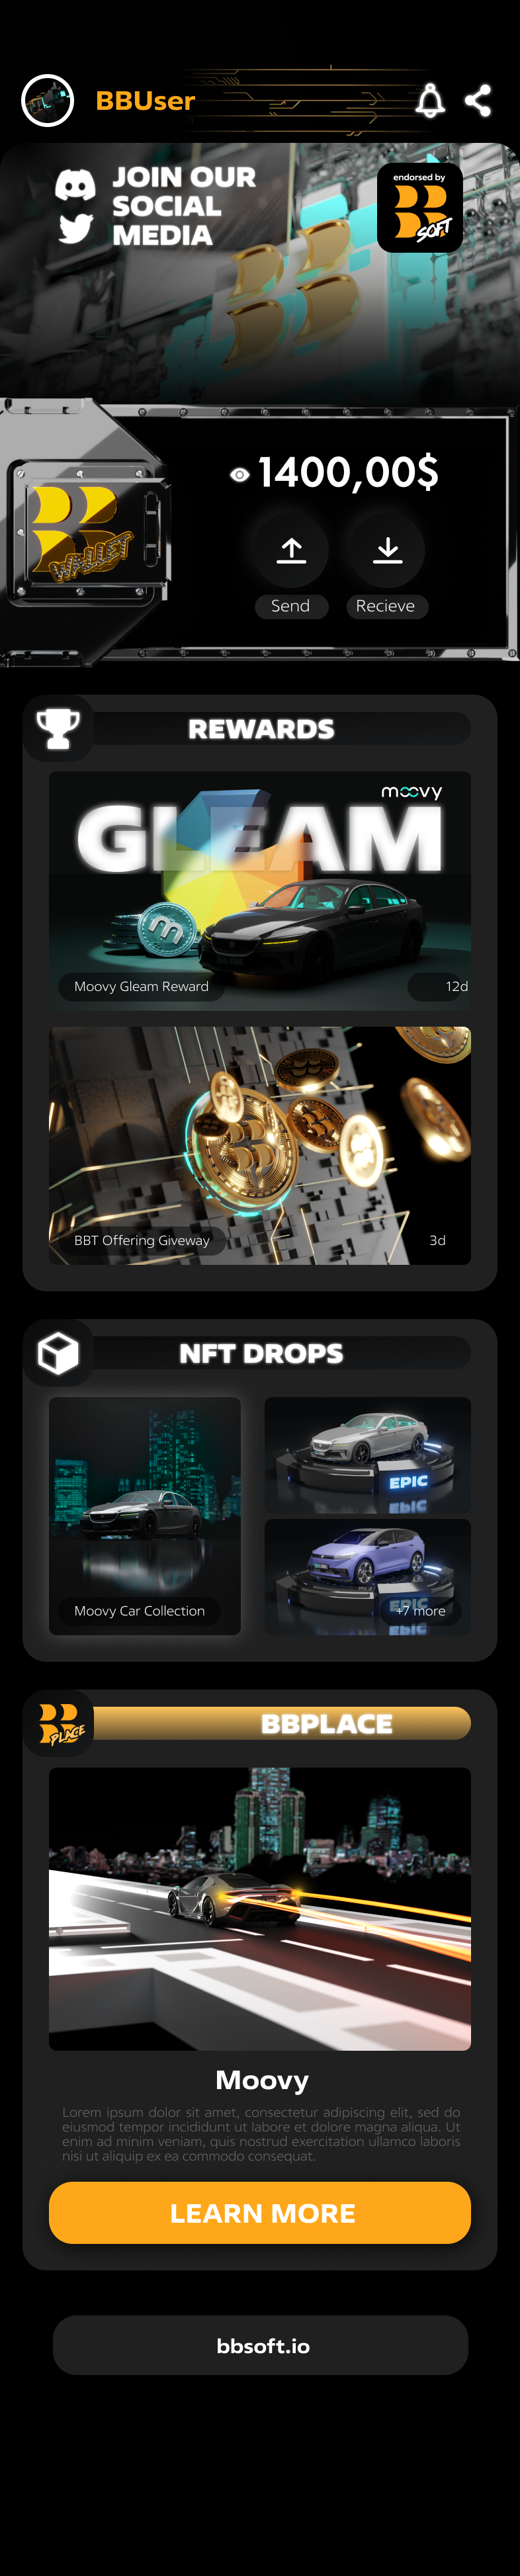 BBUser
JOIN OUR
SOCIAL
MEDIA
endorsed by
SOFT
1400,00$
WALLET
Send
Recieve
REWARDS
moovy
GLEAM
m
Moovy Gleam Reward
12d
BBT Offering Giveway
3d
NFT DROPS
EPIC
EPIC
Moovy Car Collection
+7 more
PLACE
BBPLACE
Moovy
Lorem ipsum dolor sit amet, consectetur adipiscing elit, sed do
eiusmod tempor incididunt ut labore et dolore magna aliqua. Ut
enim ad minim veniam, quis nostrud exercitation ullamco laboris
nisi ut aliquip ex ea commodo consequat.
LEARN MORE
bbsoft.io